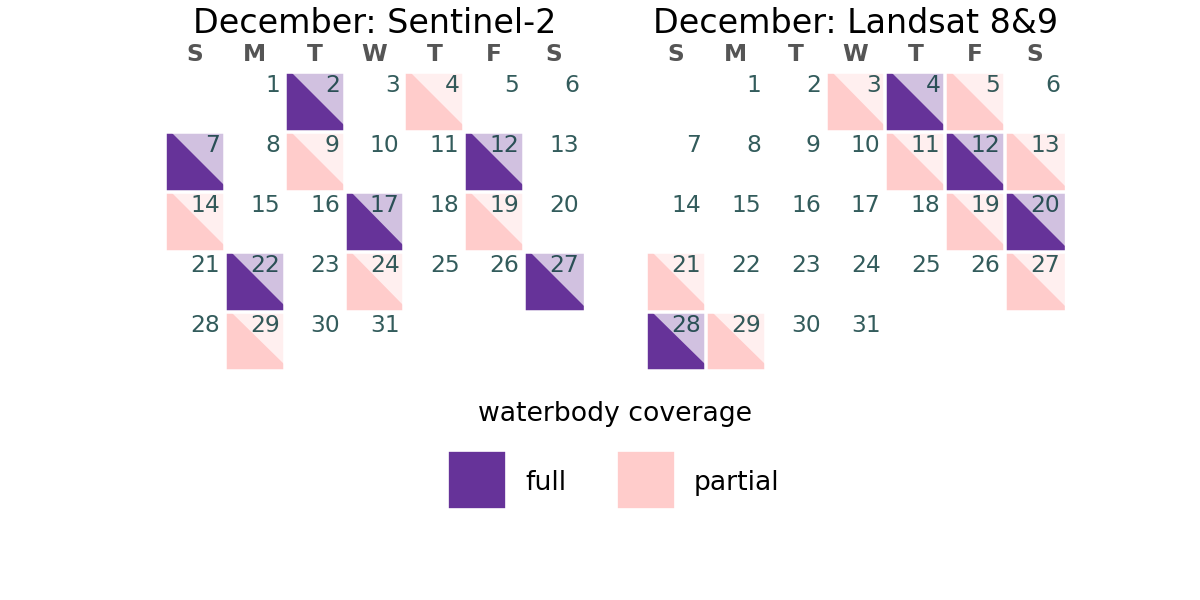 December: Sentinel-2
S M T W T F S
1 2 3 4 5 6
7 8 9 10 11 12 13
14 15 16 17 18 19 20
21 22 23 24 25 26 27
28 29 30 31
December: Landsat 8&9
S M T W T F S
1 2 3 4 5 6
7 8 9 10 11 12 13
14 15 16 17 18 19 20
21 22 23 24 25 26 27
28 29 30 31
waterbody coverage
full partial